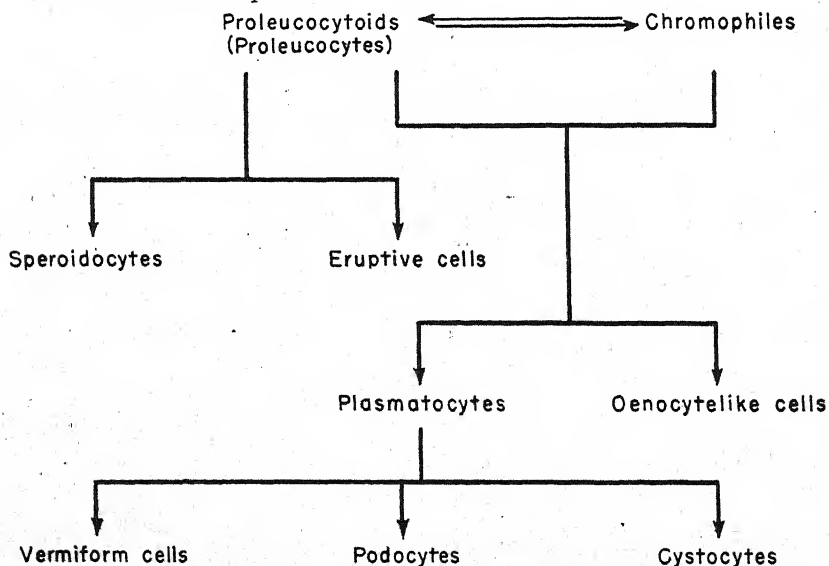 Proleucocytoids
(Proleucocytes)
Chromophiles
Speroidocytes
Eruptive cells
Plasmatocytes
Oenocytelike cells
Vermiform cells
Podocytes
Cystocytes